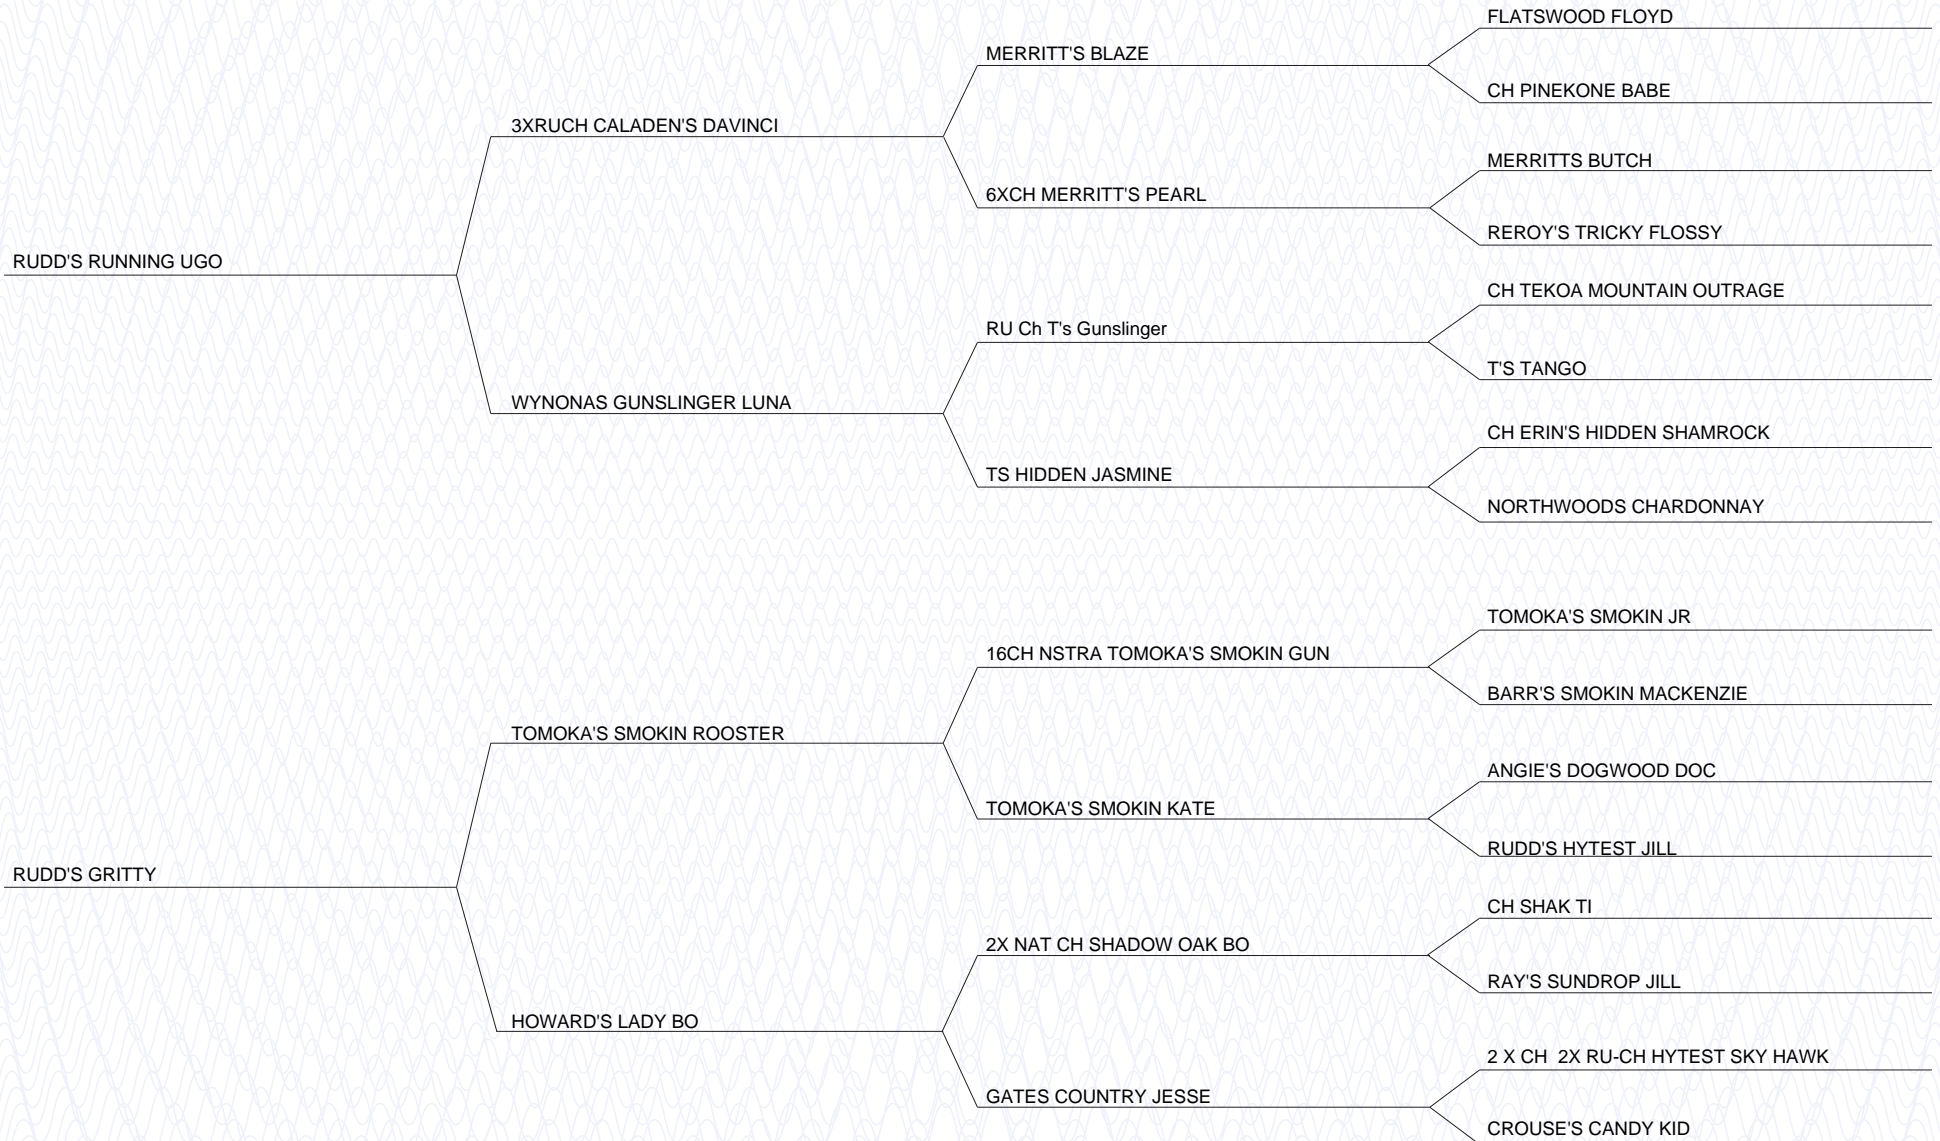 FLATSWOOD FLOYD
MERRITT'S BLAZE
CH PINEKONE BABE
3XRUCH CALADEN'S DAVINCI
MERRITTS BUTCH
6XCH MERRITT'S PEARL
REROY'S TRICKY FLOSSY
RUDD'S RUNNING UGO
CH TEKOA MOUNTAIN OUTRAGE
RU Ch T's Gunslinger
T'S TANGO
WYNONAS GUNSLINGER LUNA
CH ERIN'S HIDDEN SHAMROCK
TS HIDDEN JASMINE
NORTHWOODS CHARDONNAY
TOMOKA'S SMOKIN JR
16CH NSTRA TOMOKA'S SMOKIN GUN
BARR'S SMOKIN MACKENZIE
TOMOKA'S SMOKIN ROOSTER
ANGIE'S DOGWOOD DOC
TOMOKA'S SMOKIN KATE
RUDD'S HYTEST JILL
RUDD'S GRITTY
CH SHAK TI
2X NAT CH SHADOW OAK BO
RAY'S SUNDROP JILL
HOWARD'S LADY BO
2 X CH  2X RU-CH HYTEST SKY HAWK
GATES COUNTRY JESSE
CROUSE'S CANDY KID